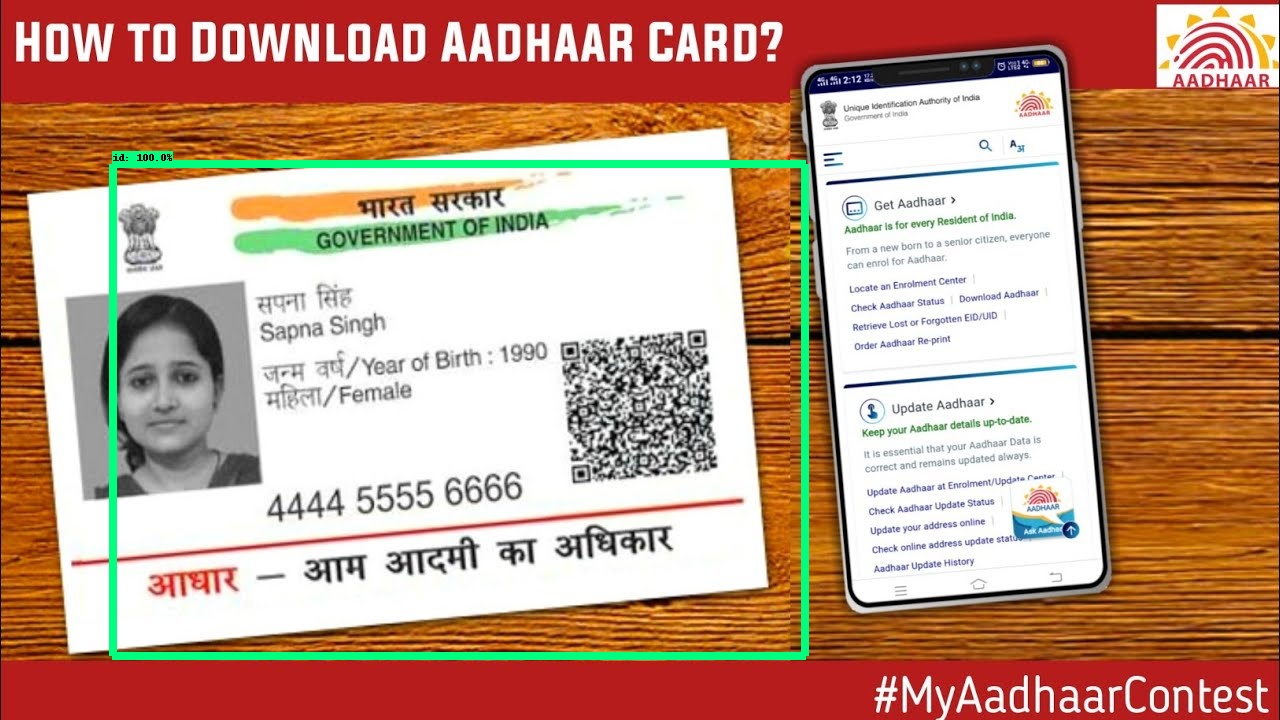 How to Download Aadhaar Card?
AADHAAR
id: 100.0%
भारत सरकार
GOVERNMENT OF INDIA
सपना सिंह
Sapna Singh
जन्म वर्ष/Year of Birth : 1990
महिला/Female
4444 5555 6666
आधार – आम आदमी का अधिकार
2:12
Unique Identification Authority of India
Government of India
AADHAAR
Get Aadhaar
Aadhaar is for every Resident of India.
From a new born to a senior citizen, everyone
can enrol for Aadhaar.
Locate an Enrolment Center
Check Aadhaar Status | Download Aadhaar
Retrieve Lost or Forgotten EID/UID
Order Aadhaar Re-print
Update Aadhaar
Keep your Aadhaar details up-to-date.
It is essential that your Aadhaar Data is
correct and remains updated always.
Update Aadhaar at Enrolment/Update Center
Check Aadhaar Update Status
Update your address online
Check online address update status
Aadhaar Update History
AADHAAR
Ask Aadhaar
#MyAadhaarContest